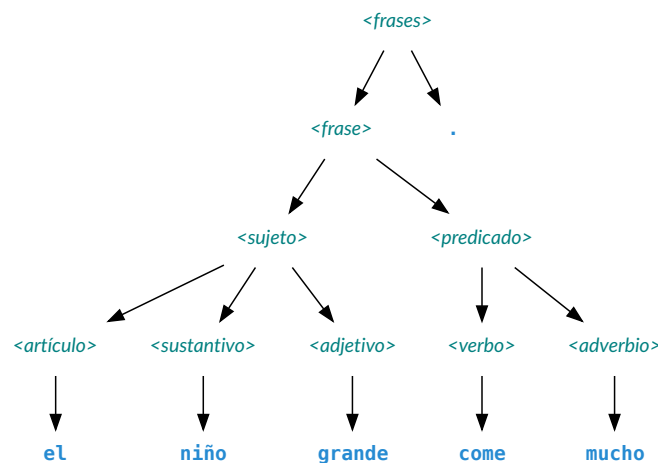 <frases>
<frase> .
<sujeto> <predicado>
<artículo> <sustantivo> <adjetivo> <verbo> <adverbio>
el niño grande come mucho